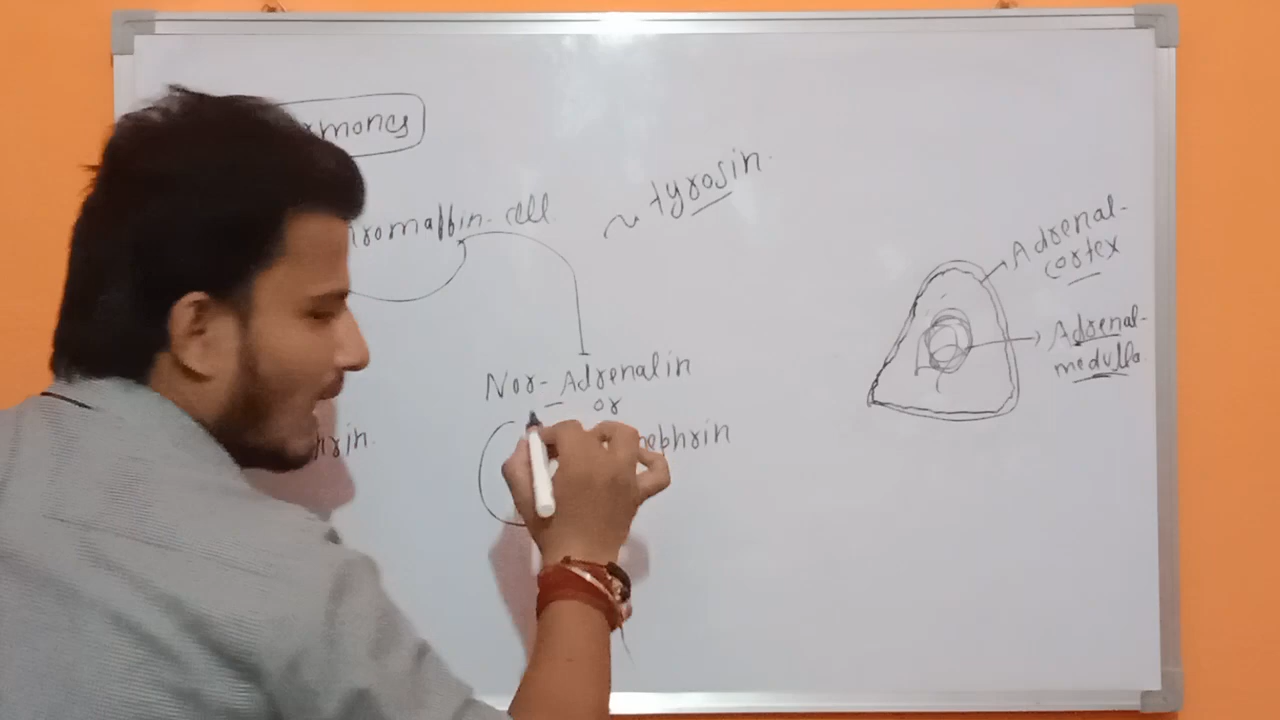 rmones
~ tyrosin.
romaffin - cell.
Nor - Adrenalin
or
nephrin
hrin.
Adrenal-
cortex
Adrenal-
medulla